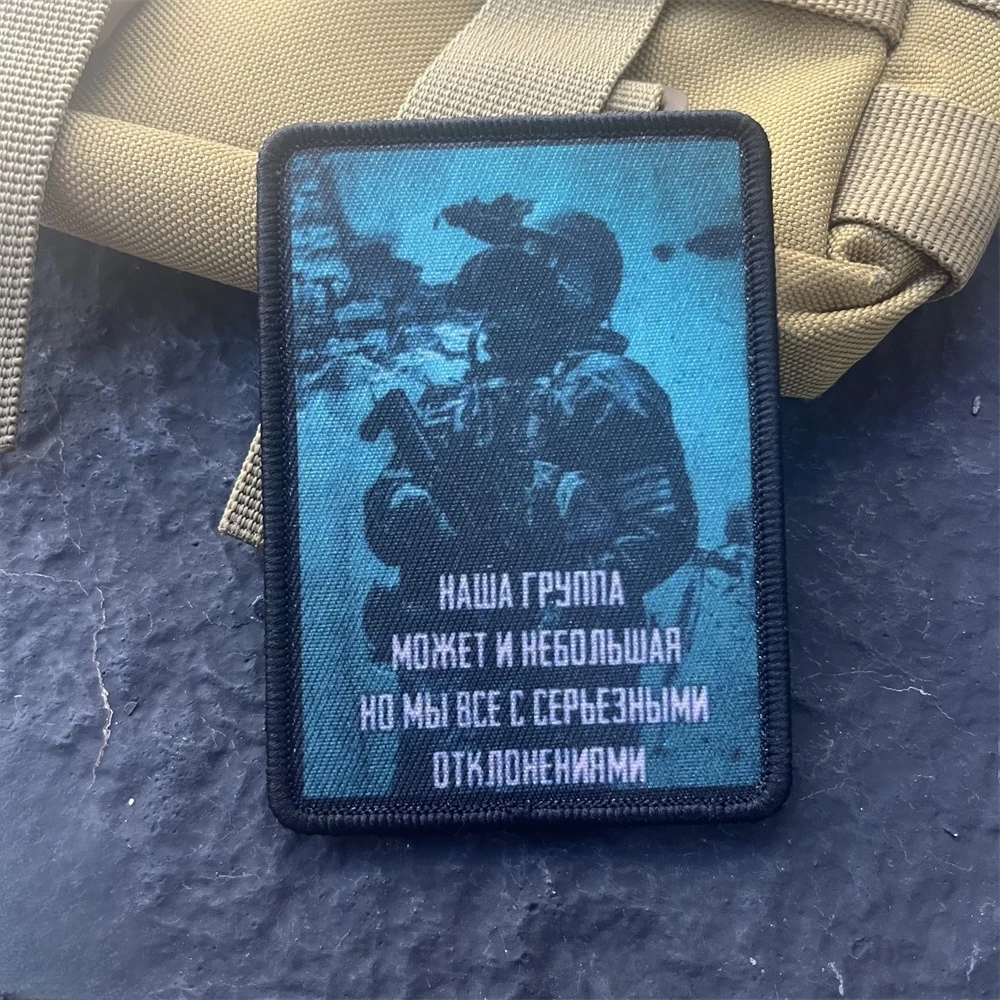 НАША ГРУППА
МОЖЕТ И НЕБОЛЬШАЯ
НО МЫ ВСЕ С СЕРЬЕЗНЫМИ
ОТКЛОНЕНИЯМИ